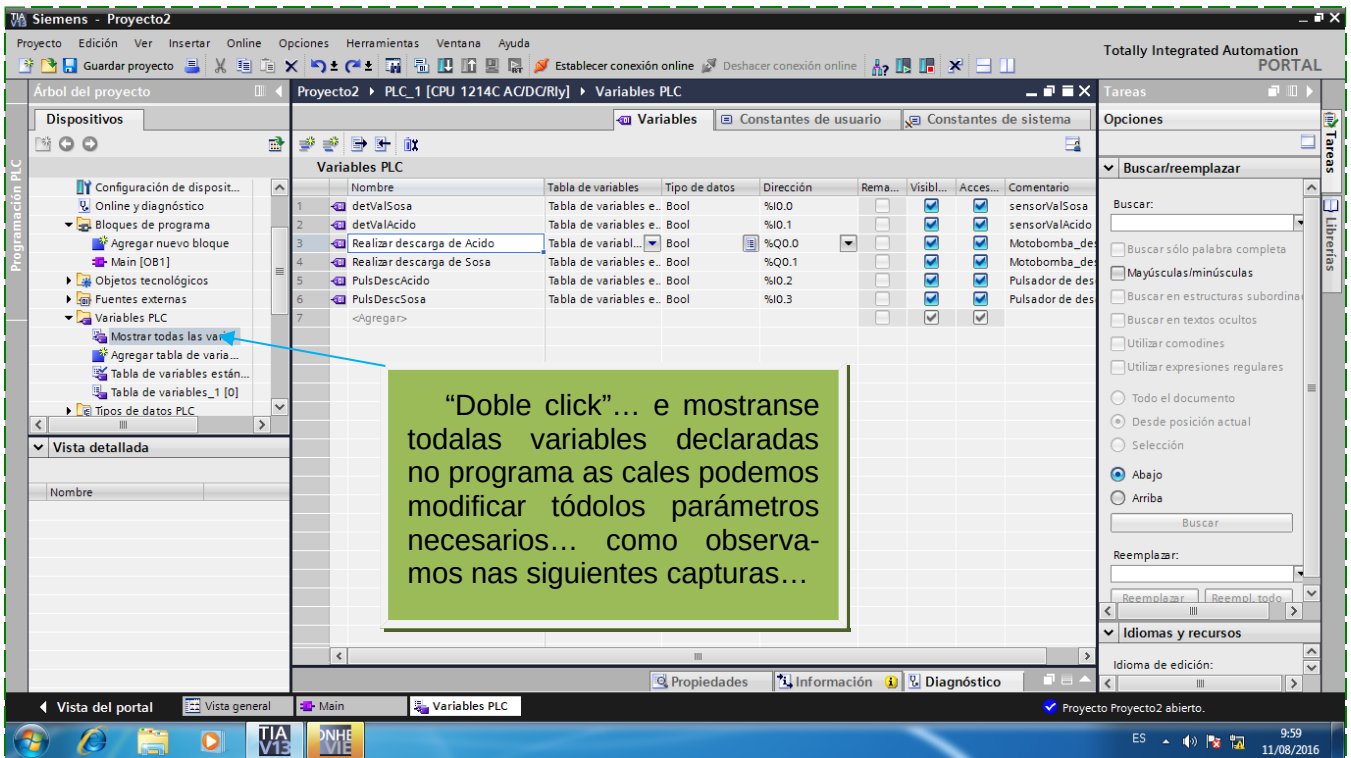 Siemens - Proyecto2
Proyecto Edición Ver Insertar Online Opciones Herramientas Ventana Ayuda
Guardar proyecto Establecer conexión online Deshacer conexión online
Totally Integrated Automation
PORTAL
Árbol del proyecto
Proyecto2 PLC_1 [CPU 1214C AC/DC/Rly] Variables PLC
Tareas
Dispositivos
Variables Constantes de usuario Constantes de sistema
Opciones
Programación PLC
Configuración de disposit...
Online y diagnóstico
Bloques de programa
Agregar nuevo bloque
Main [OB1]
Objetos tecnológicos
Fuentes externas
Variables PLC
Mostrar todas las vari
Agregar tabla de varia...
Tabla de variables están...
Tabla de variables_1 [0]
Tipos de datos PLC
Vista detallada
Nombre
Variables PLC
Nombre Tabla de variables Tipo de datos Dirección Rema... Visibl... Acces... Comentario
1 detValSosa Tabla de variables e.. Bool %I0.0 sensorValSosa
2 detValAcido Tabla de variables e.. Bool %I0.1 sensorValAcido
3 Realizar descarga de Acido Tabla de variabl... Bool %Q0.0 Motobomba_des
4 Realizar descarga de Sosa Tabla de variables e.. Bool %Q0.1 Motobomba_des
5 PulsDescAcido Tabla de variables e.. Bool %I0.2 Pulsador de des
6 PulsDescSosa Tabla de variables e.. Bool %I0.3 Pulsador de des
7 <Agregar>
“Doble click”… e mostranse
todalas variables declaradas
no programa as cales podemos
modificar tódolos parámetros
necesarios… como observa-
mos nas siguientes capturas…
Buscar/reemplazar
Buscar:
Buscar sólo palabra completa
Mayúsculas/minúsculas
Buscar en estructuras subordina
Buscar en textos ocultos
Utilizar comodines
Utilizar expresiones regulares
Todo el documento
Desde posición actual
Selección
Abajo
Arriba
Buscar
Reemplazar:
Reemplazar Reempl. todo
Idiomas y recursos
Idioma de edición:
Tareas
Librerías
Propiedades Información Diagnóstico
Vista del portal Vista general Main Variables PLC Proyecto Proyecto2 abierto.
TIA
V13
ES 9:59
11/08/2016